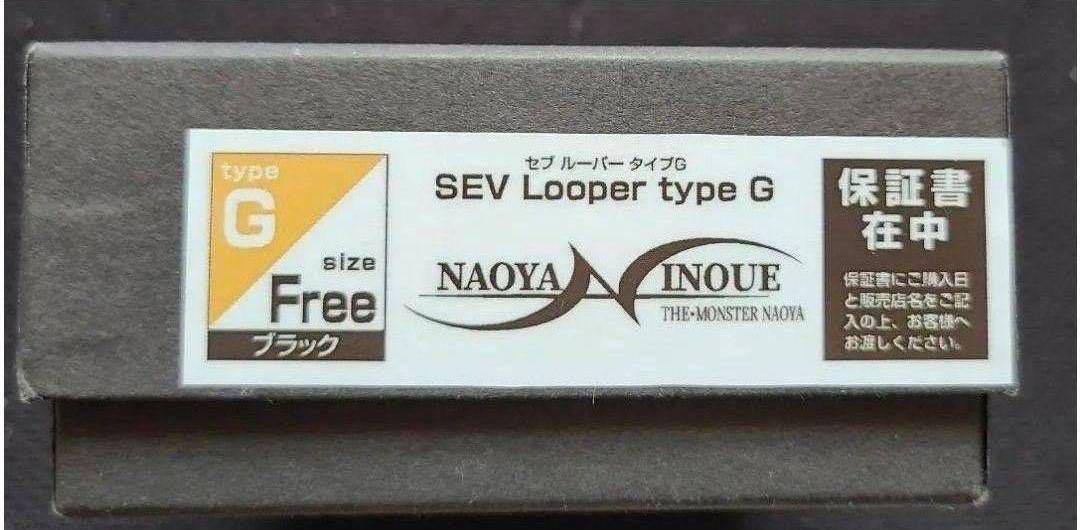 type
G
size
Free
ブラック
セブ ルーパー タイプG
SEV Looper type G
NAOYA INOUE
THE•MONSTER NAOYA
保証書
在中
保証書にご購入日
と販売店名をご記
入の上、お客様へ
お渡しください。